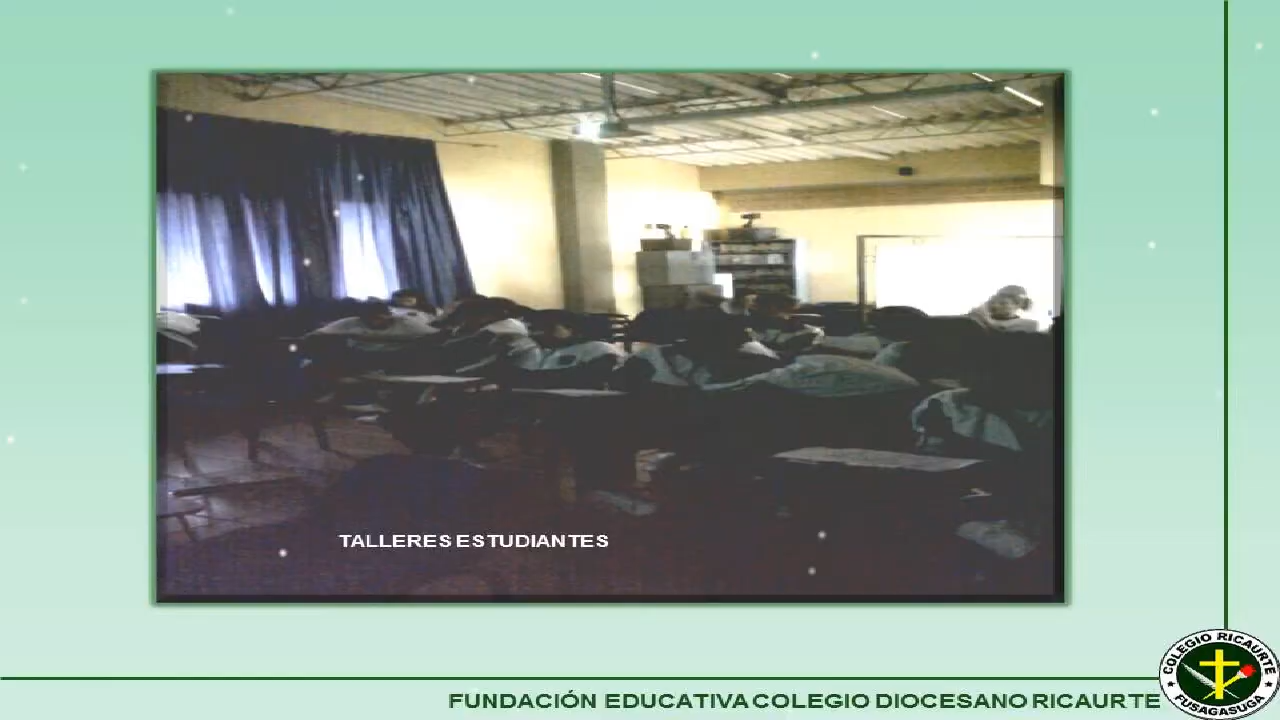 TALLERES ESTUDIANTES
COLEGIO RICAURTE
FUSAGASUGA
FUNDACIÓN EDUCATIVA COLEGIO DIOCESANO RICAURTE